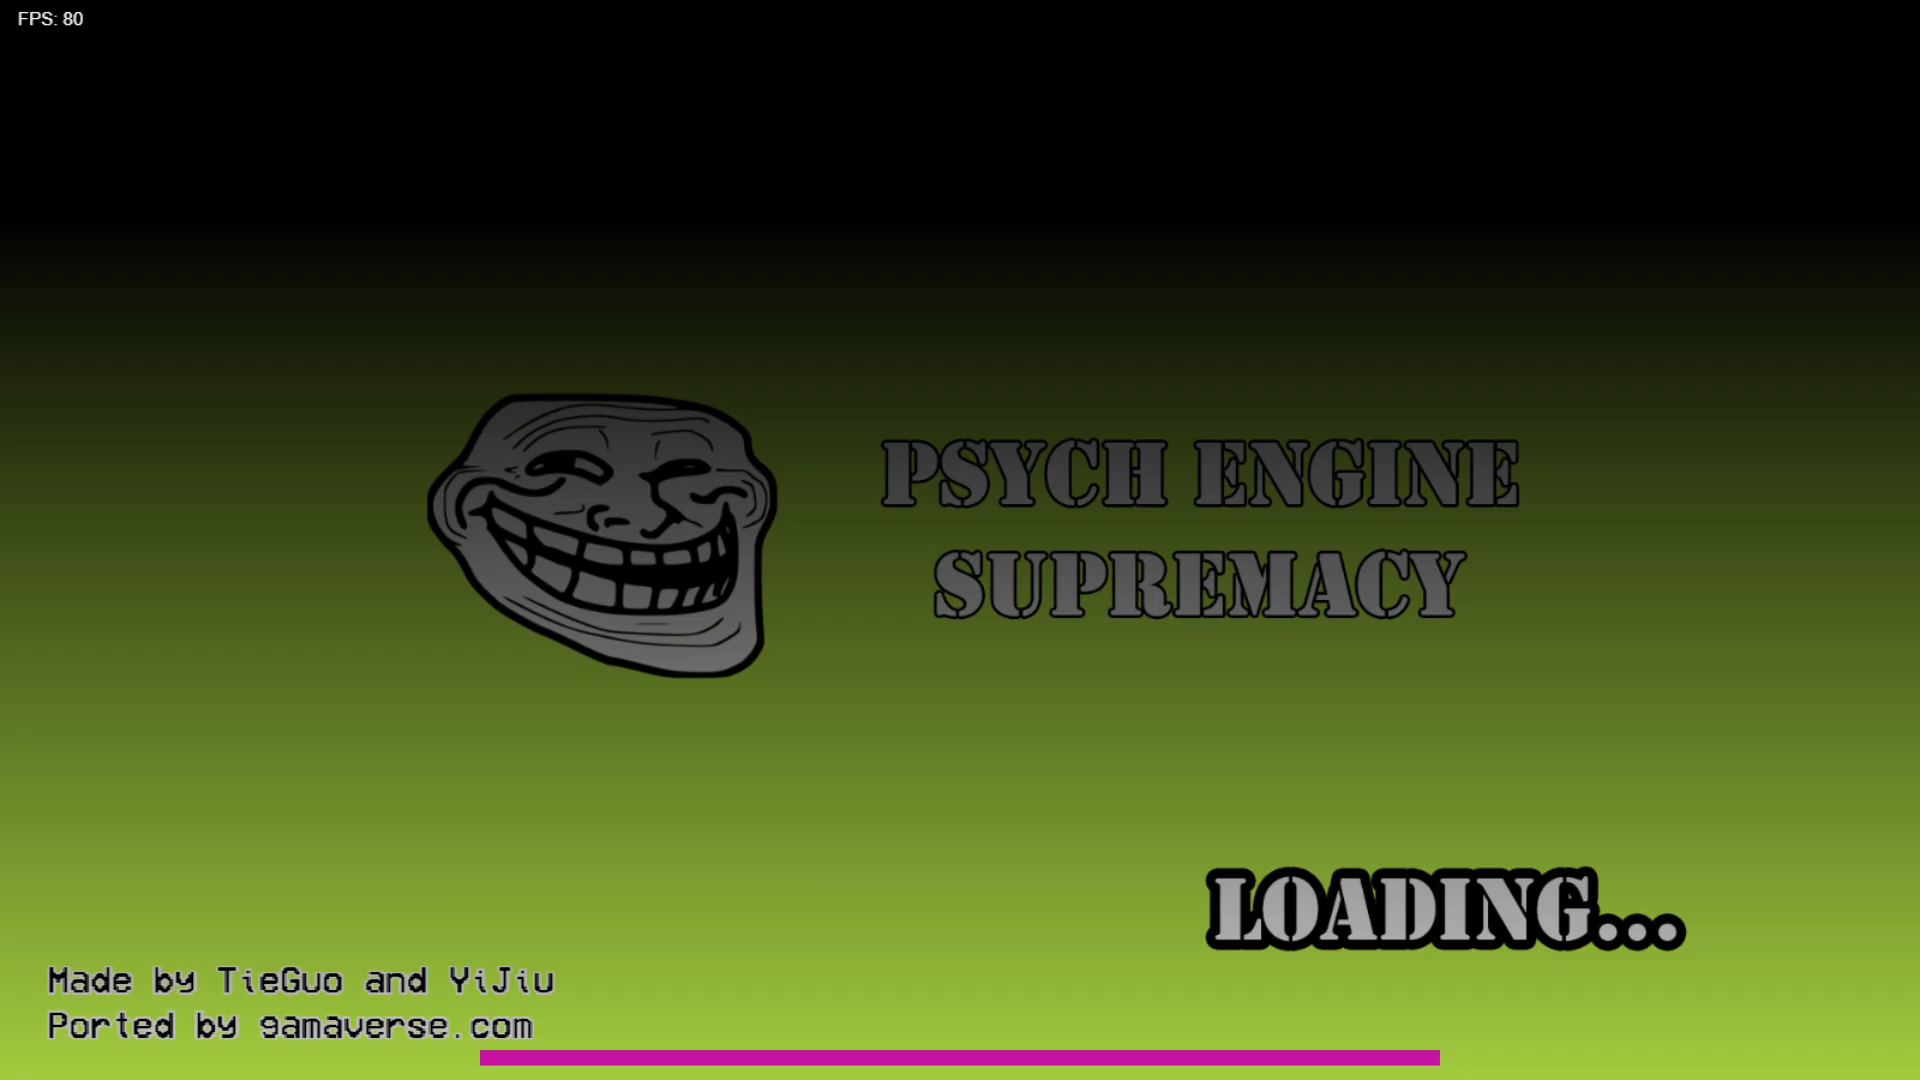 FPS: 80
PSYCH ENGINE
SUPREMACY
LOADING...
Made by TieGuo and YiJiu
Ported by gamaverse.com